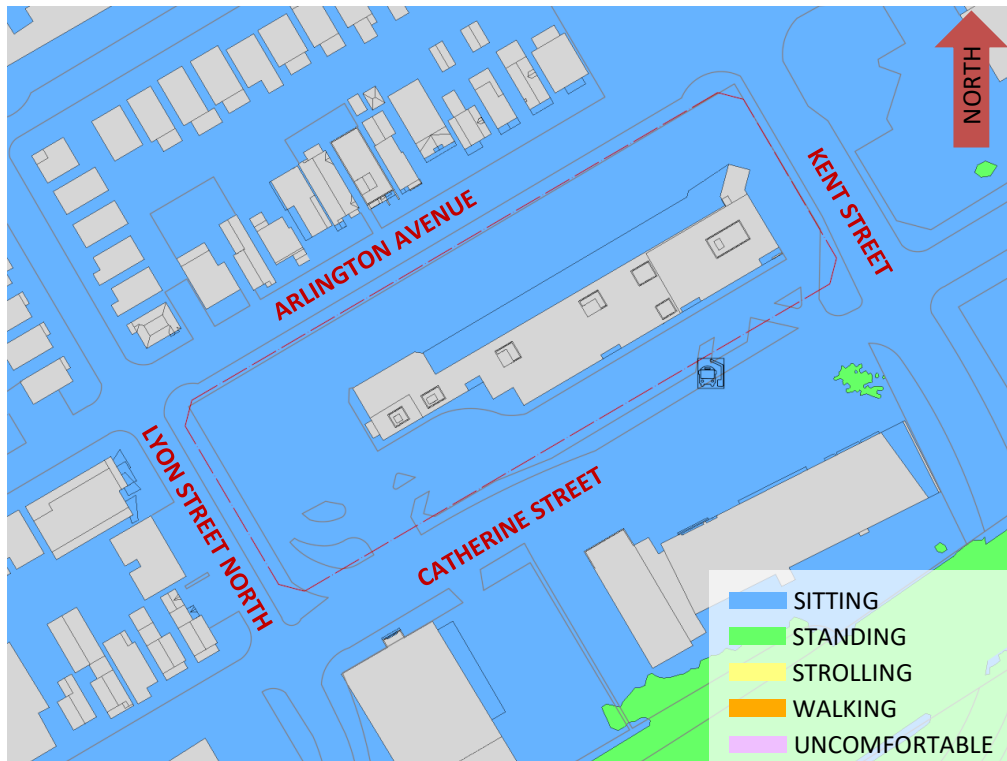 NORTH
KENT STREET
ARLINGTON AVENUE
LYON STREET NORTH
CATHERINE STREET
SITTING
STANDING
STROLLING
WALKING
UNCOMFORTABLE